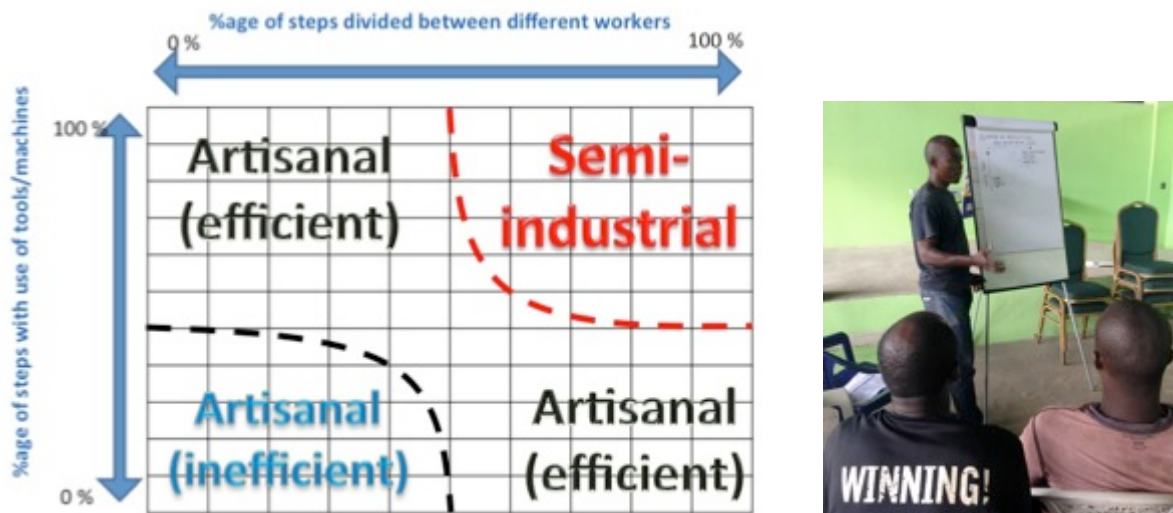 %age of steps divided between different workers
0 %
100 %
%age of steps with use of tools/machines
100 %
0 %
Artisanal
(efficient)
Semi-
industrial
Artisanal
(inefficient)
Artisanal
(efficient)
WINNING!